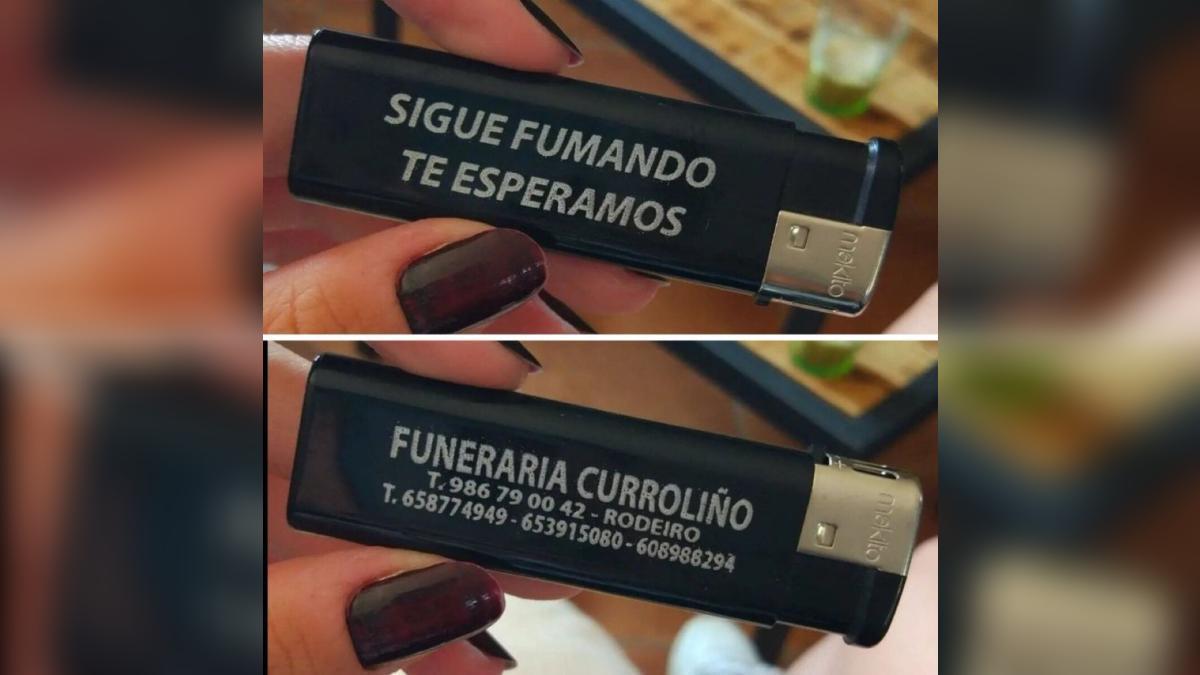 SIGUE FUMANDO
TE ESPERAMOS
mekito
FUNERARIA CURROLIÑO
T. 986 79 00 42 - RODEIRO
T. 658774949 - 653915080 - 608988294
mekito